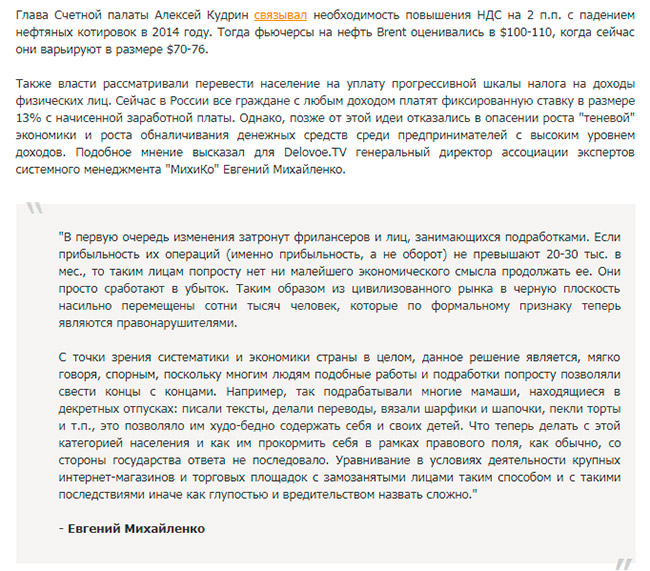 Глава Счетной палаты Алексей Кудрин связывал необходимость повышения НДС на 2 п.п. с падением
нефтяных котировок в 2014 году. Тогда фьючерсы на нефть Brent оценивались в $100-110, когда сейчас
они варьируют в размере $70-76.
Также власти рассматривали перевести население на уплату прогрессивной шкалы налога на доходы
физических лиц. Сейчас в России все граждане с любым доходом платят фиксированную ставку в размере
13% с начисленной заработной платы. Однако, позже от этой идеи отказались в опасении роста "теневой"
экономики и роста обналичивания денежных средств среди предпринимателей с высоким уровнем
доходов. Подобное мнение высказал для Delovoe.TV генеральный директор ассоциации экспертов
системного менеджмента "МихиКо" Евгений Михайленко.
"В первую очередь изменения затронут фрилансеров и лиц, занимающихся подработками. Если
прибыльность их операций (именно прибыльность, а не оборот) не превышают 20-30 тыс. в
мес., то таким лицам попросту нет ни малейшего экономического смысла продолжать ее. Они
просто сработают в убыток. Таким образом из цивилизованного рынка в черную плоскость
насильно перемещены сотни тысяч человек, которые по формальному признаку теперь
являются правонарушителями.
С точки зрения систематики и экономики страны в целом, данное решение является, мягко
говоря, спорным, поскольку многим людям подобные работы и подработки попросту позволяли
свести концы с концами. Например, так подрабатывали многие мамаши, находящиеся в
декретных отпусках: писали тексты, делали переводы, вязали шарфики и шапочки, пекли торты
и т.п., это позволяло им худо-бедно содержать себя и своих детей. Что теперь делать с этой
категорией населения и как им прокормить себя в рамках правового поля, как обычно, со
стороны государства ответа не последовало. Уравнивание в условиях деятельности крупных
интернет-магазинов и торговых площадок с самозанятыми лицами таким способом и с такими
последствиями иначе как глупостью и вредительством назвать сложно."
- Евгений Михайленко